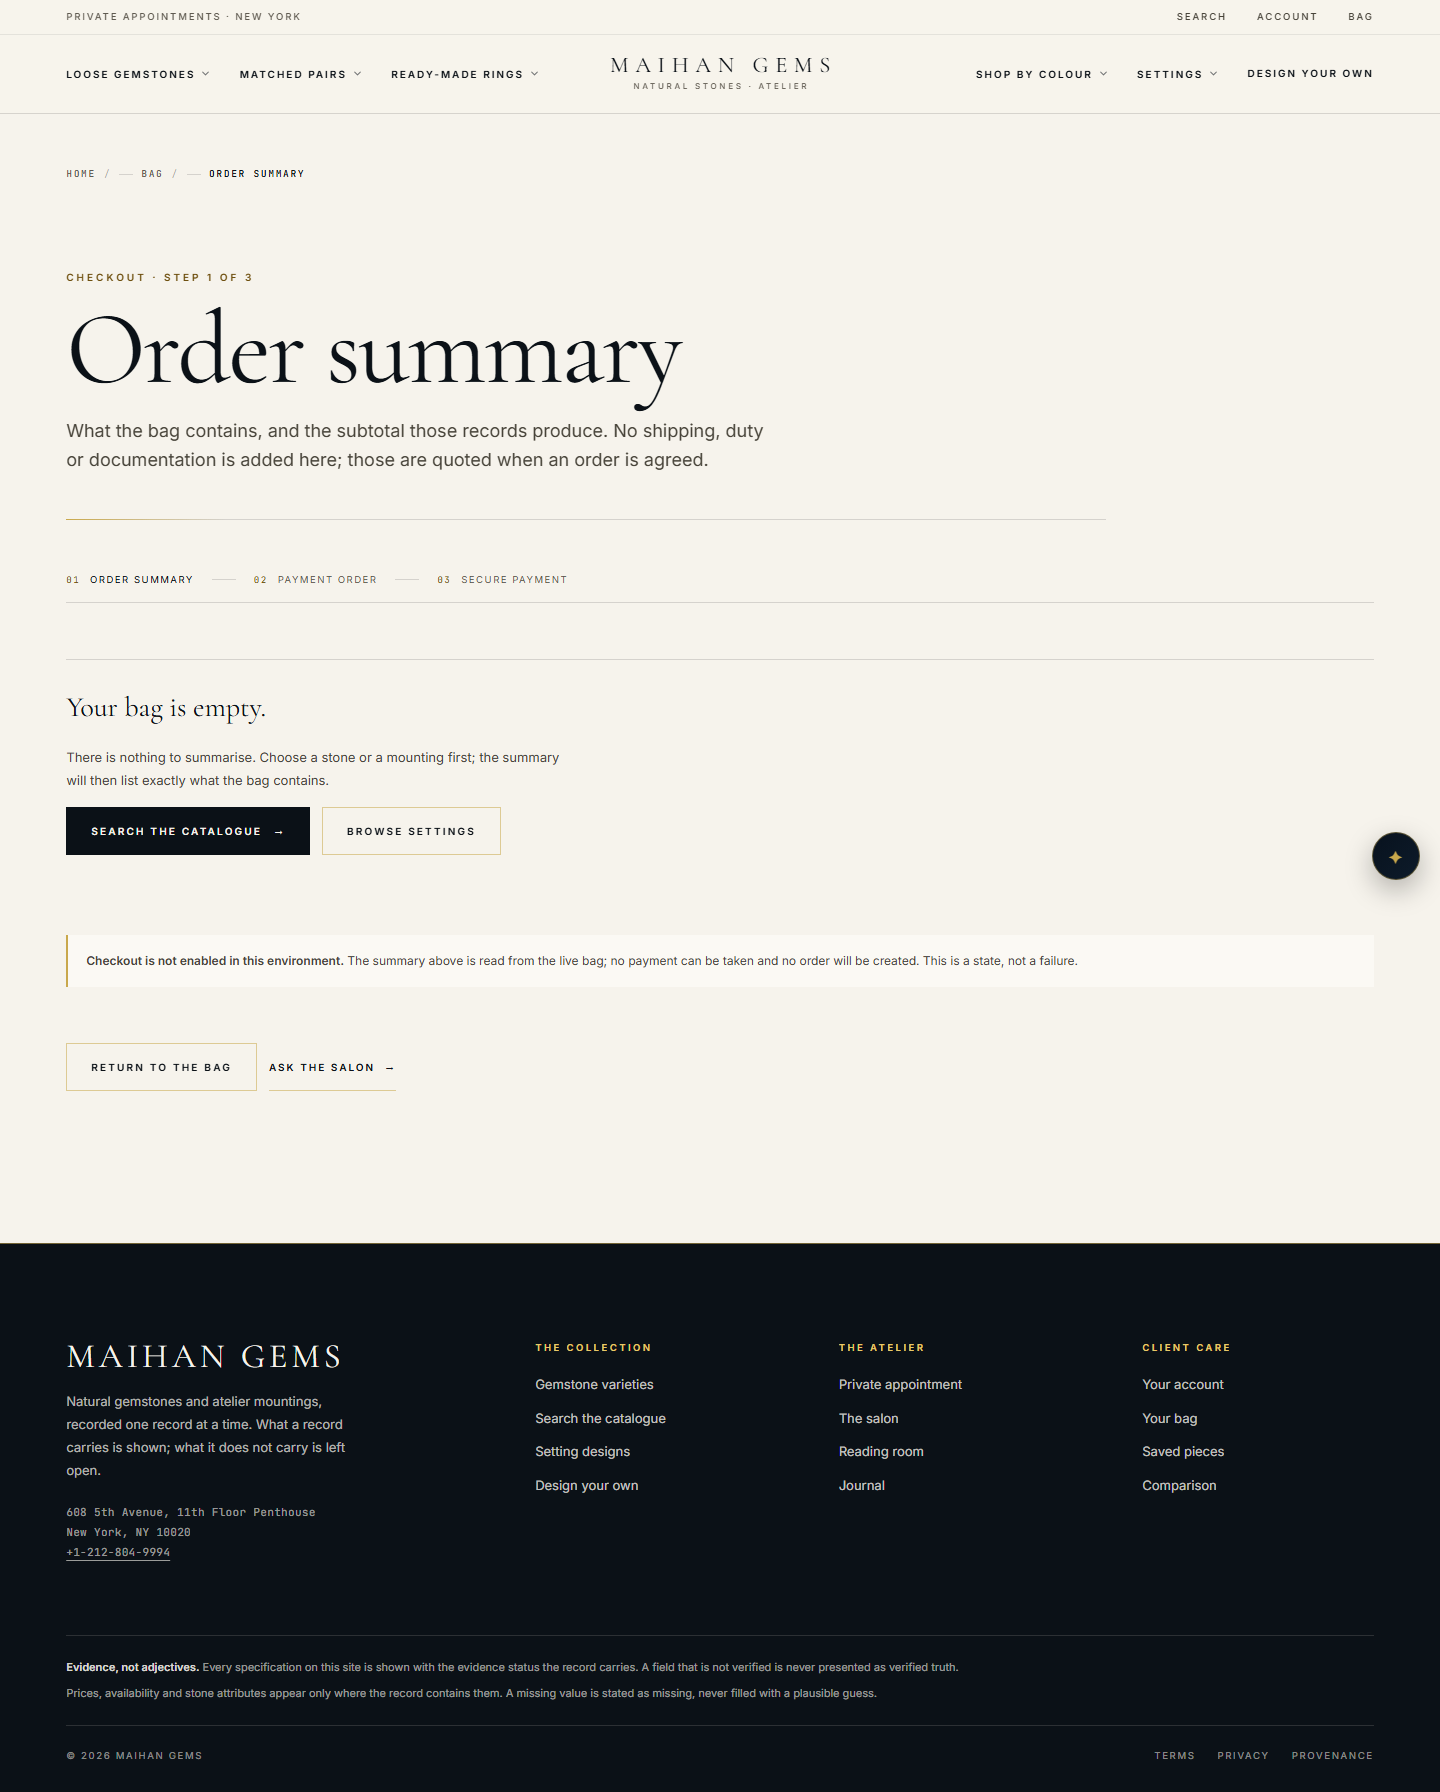 PRIVATE APPOINTMENTS · NEW YORK
SEARCH ACCOUNT BAG
LOOSE GEMSTONES MATCHED PAIRS READY-MADE RINGS
MAIHAN GEMS
NATURAL STONES · ATELIER
SHOP BY COLOUR SETTINGS DESIGN YOUR OWN
HOME / BAG / ORDER SUMMARY
CHECKOUT · STEP 1 OF 3
Order summary
What the bag contains, and the subtotal those records produce. No shipping, duty
or documentation is added here; those are quoted when an order is agreed.
01 ORDER SUMMARY 02 PAYMENT ORDER 03 SECURE PAYMENT
Your bag is empty.
There is nothing to summarise. Choose a stone or a mounting first; the summary
will then list exactly what the bag contains.
SEARCH THE CATALOGUE → BROWSE SETTINGS
Checkout is not enabled in this environment. The summary above is read from the live bag; no payment can be taken and no order will be created. This is a state, not a failure.
RETURN TO THE BAG ASK THE SALON →
MAIHAN GEMS
Natural gemstones and atelier mountings,
recorded one record at a time. What a record
carries is shown; what it does not carry is left
open.
608 5th Avenue, 11th Floor Penthouse
New York, NY 10020
+1-212-804-9994
THE COLLECTION
Gemstone varieties
Search the catalogue
Setting designs
Design your own
THE ATELIER
Private appointment
The salon
Reading room
Journal
CLIENT CARE
Your account
Your bag
Saved pieces
Comparison
Evidence, not adjectives. Every specification on this site is shown with the evidence status the record carries. A field that is not verified is never presented as verified truth.
Prices, availability and stone attributes appear only where the record contains them. A missing value is stated as missing, never filled with a plausible guess.
© 2026 MAIHAN GEMS
TERMS PRIVACY PROVENANCE